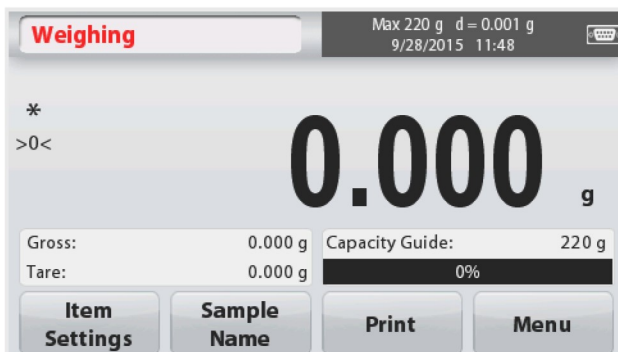 Weighing
Max 220 g d = 0.001 g
9/28/2015 11:48
*
>0<
0.000 g
Gross: 0.000 g
Tare: 0.000 g
Capacity Guide: 220 g
0%
Item
Settings
Sample
Name
Print
Menu